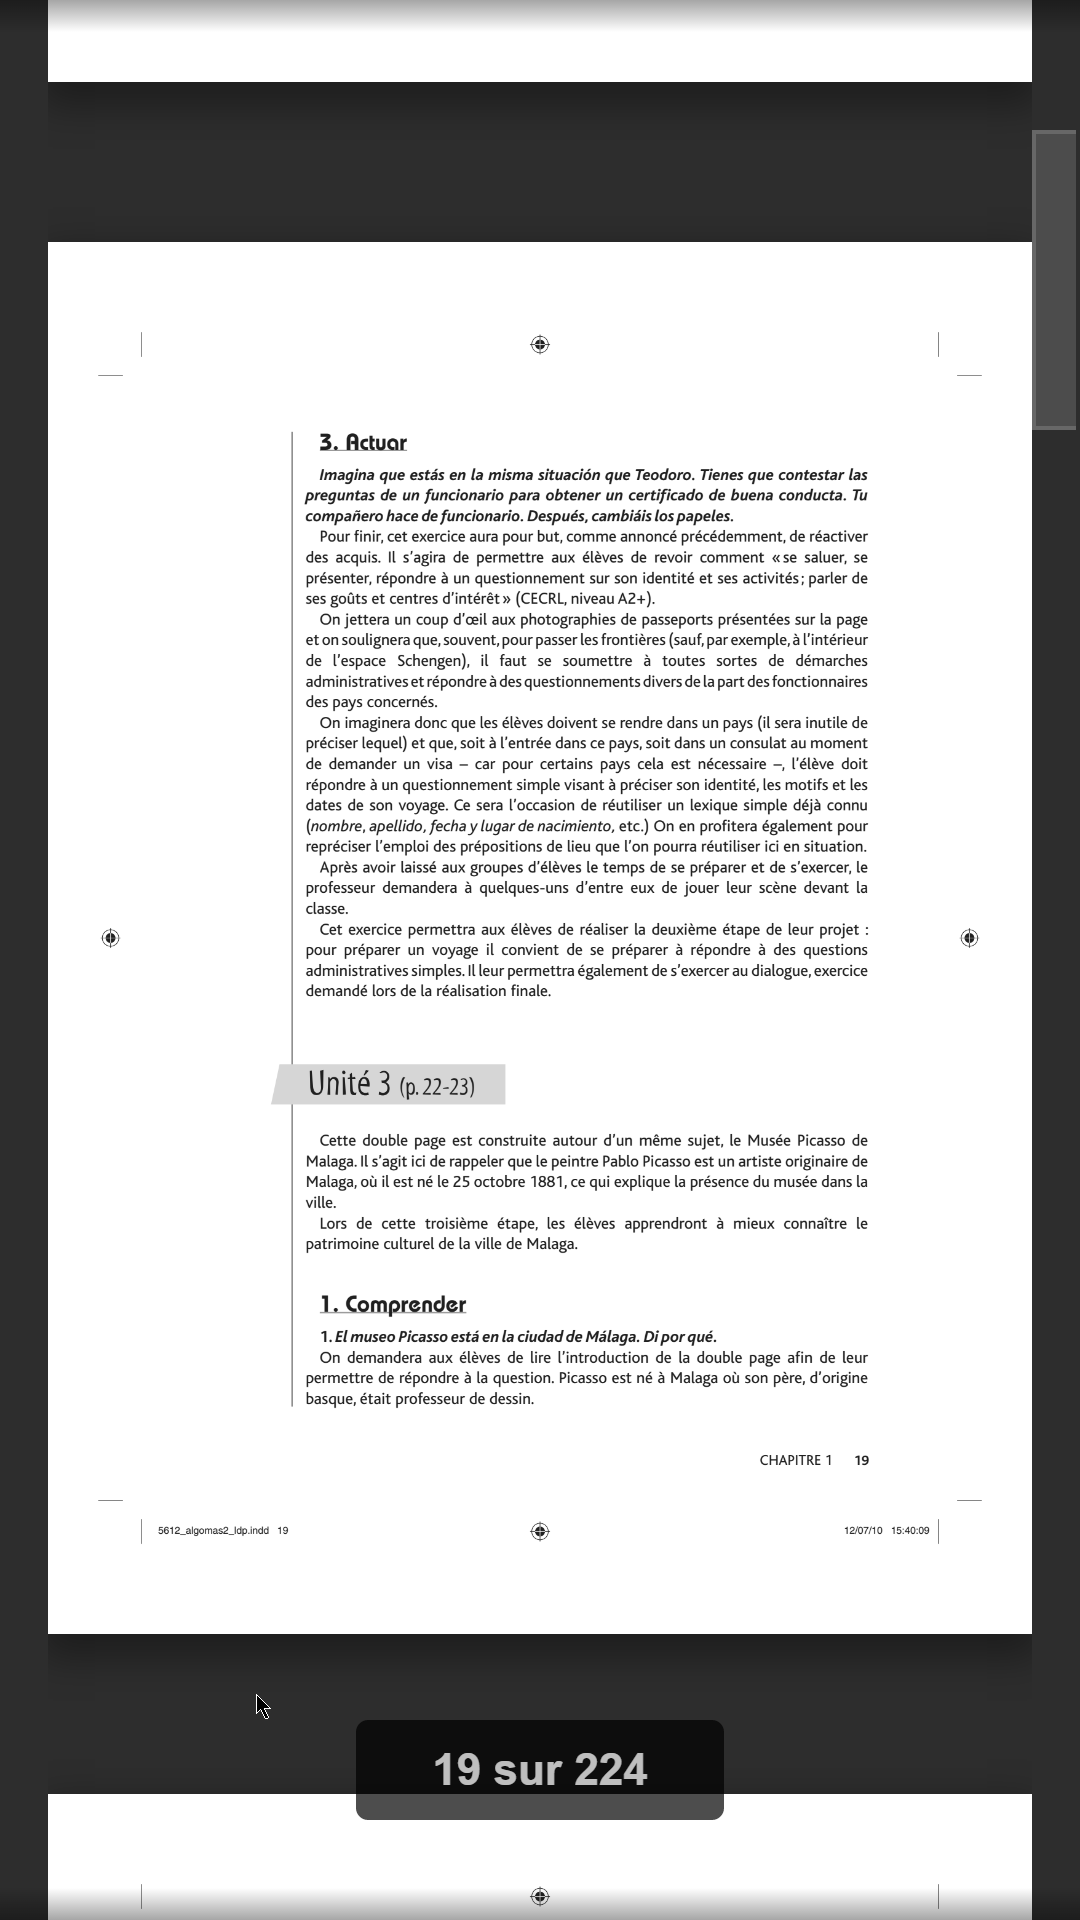 3. Actuar
Imagina que estás en la misma situación que Teodoro. Tienes que contestar las
preguntas de un funcionario para obtener un certificado de buena conducta. Tu
compañero hace de funcionario. Después, cambiáis los papeles.
Pour finir, cet exercice aura pour but, comme annoncé précédemment, de réactiver
des acquis. Il s’agira de permettre aux élèves de revoir comment « se saluer, se
présenter, répondre à un questionnement sur son identité et ses activités ; parler de
ses goûts et centres d’intérêt » (CECRL, niveau A2+).
On jettera un coup d’œil aux photographies de passeports présentées sur la page
et on soulignera que, souvent, pour passer les frontières (sauf, par exemple, à l’intérieur
de l’espace Schengen), il faut se soumettre à toutes sortes de démarches
administratives et répondre à des questionnements divers de la part des fonctionnaires
des pays concernés.
On imaginera donc que les élèves doivent se rendre dans un pays (il sera inutile de
préciser lequel) et que, soit à l’entrée dans ce pays, soit dans un consulat au moment
de demander un visa – car pour certains pays cela est nécessaire –, l’élève doit
répondre à un questionnement simple visant à préciser son identité, les motifs et les
dates de son voyage. Ce sera l’occasion de réutiliser un lexique simple déjà connu
(nombre, apellido, fecha y lugar de nacimiento, etc.) On en profitera également pour
repréciser l’emploi des prépositions de lieu que l’on pourra réutiliser ici en situation.
Après avoir laissé aux groupes d’élèves le temps de se préparer et de s’exercer, le
professeur demandera à quelques-uns d’entre eux de jouer leur scène devant la
classe.
Cet exercice permettra aux élèves de réaliser la deuxième étape de leur projet :
pour préparer un voyage il convient de se préparer à répondre à des questions
administratives simples. Il leur permettra également de s’exercer au dialogue, exercice
demandé lors de la réalisation finale.
Unité 3 (p. 22-23)
Cette double page est construite autour d’un même sujet, le Musée Picasso de
Malaga. Il s’agit ici de rappeler que le peintre Pablo Picasso est un artiste originaire de
Malaga, où il est né le 25 octobre 1881, ce qui explique la présence du musée dans la
ville.
Lors de cette troisième étape, les élèves apprendront à mieux connaître le
patrimoine culturel de la ville de Malaga.
1. Comprender
1. El museo Picasso está en la ciudad de Málaga. Di por qué.
On demandera aux élèves de lire l’introduction de la double page afin de leur
permettre de répondre à la question. Picasso est né à Malaga où son père, d’origine
basque, était professeur de dessin.
CHAPITRE 1 19
5612_algomas2_ldp.indd 19 12/07/10 15:40:09
19 sur 224